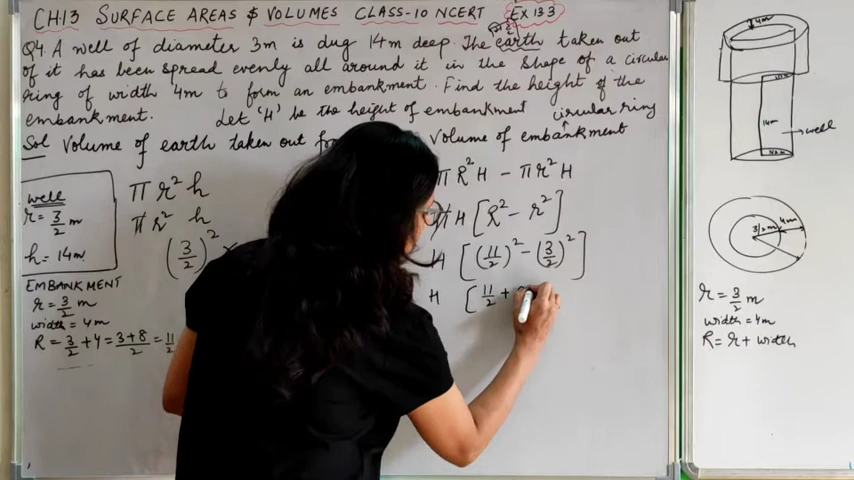 CH:13 SURFACE AREAS & VOLUMES CLASS-10 NCERT EX 13.3
Q4. A well of diameter 3m is dug 14m deep. The earth taken out
of it has been spread evenly all around it in the shape of a circular
ring of width 4m to form an embankment. Find the height of the
embankment. Let 'H' be the height of embankment circular ring
Sol Volume of earth taken out Volume of embankment
well
r = 3/2 m
h = 14m
π r² h
π r² h
(3/2)² ×
π R² H - π r² H
π H [R² - r²]
H [(11/2)² - (3/2)²]
H [11/2 +
EMBANKMENT
r = 3/2 m
width = 4m
R = 3/2 + 4 = 3+8/2 = 11/2
4m
14m
well
3/2 m 4m
r = 3/2 m
width = 4m
R = r + width